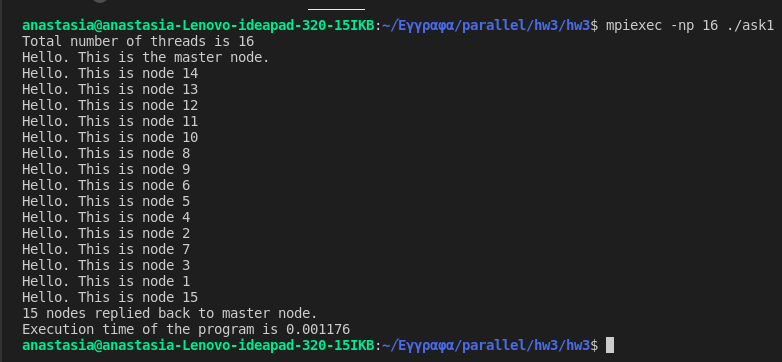 anastasia@anastasia-Lenovo-ideapad-320-15IKB:~/Εγγραφα/parallel/hw3/hw3$ mpiexec -np 16 ./ask1
Total number of threads is 16
Hello. This is the master node.
Hello. This is node 14
Hello. This is node 13
Hello. This is node 12
Hello. This is node 11
Hello. This is node 10
Hello. This is node 8
Hello. This is node 9
Hello. This is node 6
Hello. This is node 5
Hello. This is node 4
Hello. This is node 2
Hello. This is node 7
Hello. This is node 3
Hello. This is node 1
Hello. This is node 15
15 nodes replied back to master node.
Execution time of the program is 0.001176
anastasia@anastasia-Lenovo-ideapad-320-15IKB:~/Εγγραφα/parallel/hw3/hw3$